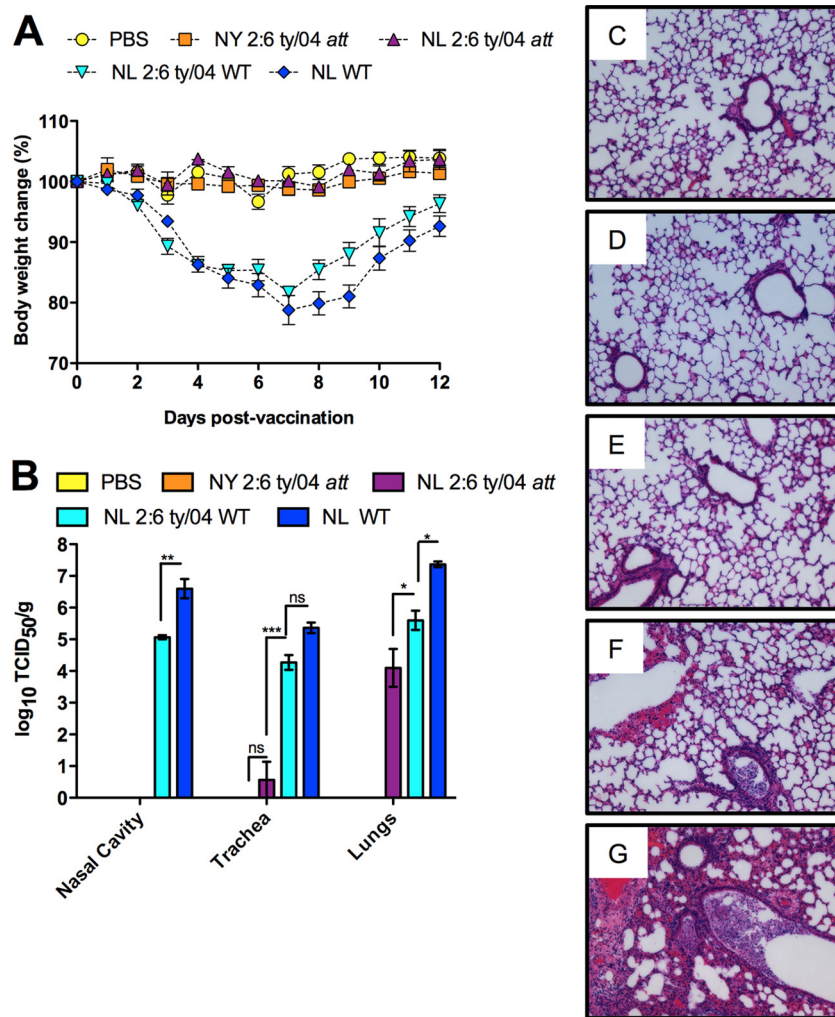 A
PBS NY 2:6 ty/04 att NL 2:6 ty/04 att
NL 2:6 ty/04 WT NL WT
110
100
90
80
70
Body weight change (%)
0 2 4 6 8 10 12
Days post-vaccination
B
PBS NY 2:6 ty/04 att NL 2:6 ty/04 att
NL 2:6 ty/04 WT NL WT
8
7
6
5
4
3
2
1
0
log10 TCID50/g
**
ns
***
ns
*
*
Nasal Cavity
Trachea
Lungs
C
D
E
F
G